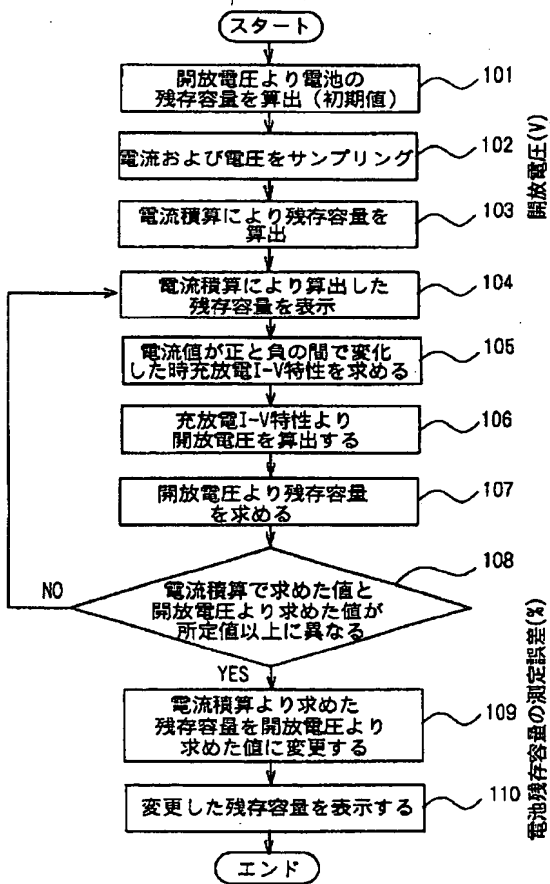 スタート
開放電圧より電池の
残存容量を算出（初期値）
101
電流および電圧をサンプリング
102
電流積算により残存容量を
算出
103
電流積算により算出した
残存容量を表示
104
電流値が正と負の間で変化
した時充放電I-V特性を求める
105
充放電I-V特性より
開放電圧を算出する
106
開放電圧より残存容量
を求める
107
電流積算で求めた値と
開放電圧より求めた値が
所定値以上に異なる
108
NO
YES
電流積算より求めた
残存容量を開放電圧より
求めた値に変更する
109
変更した残存容量を表示する
110
エンド
開放電圧(V)
電池残存容量の測定誤差(%)